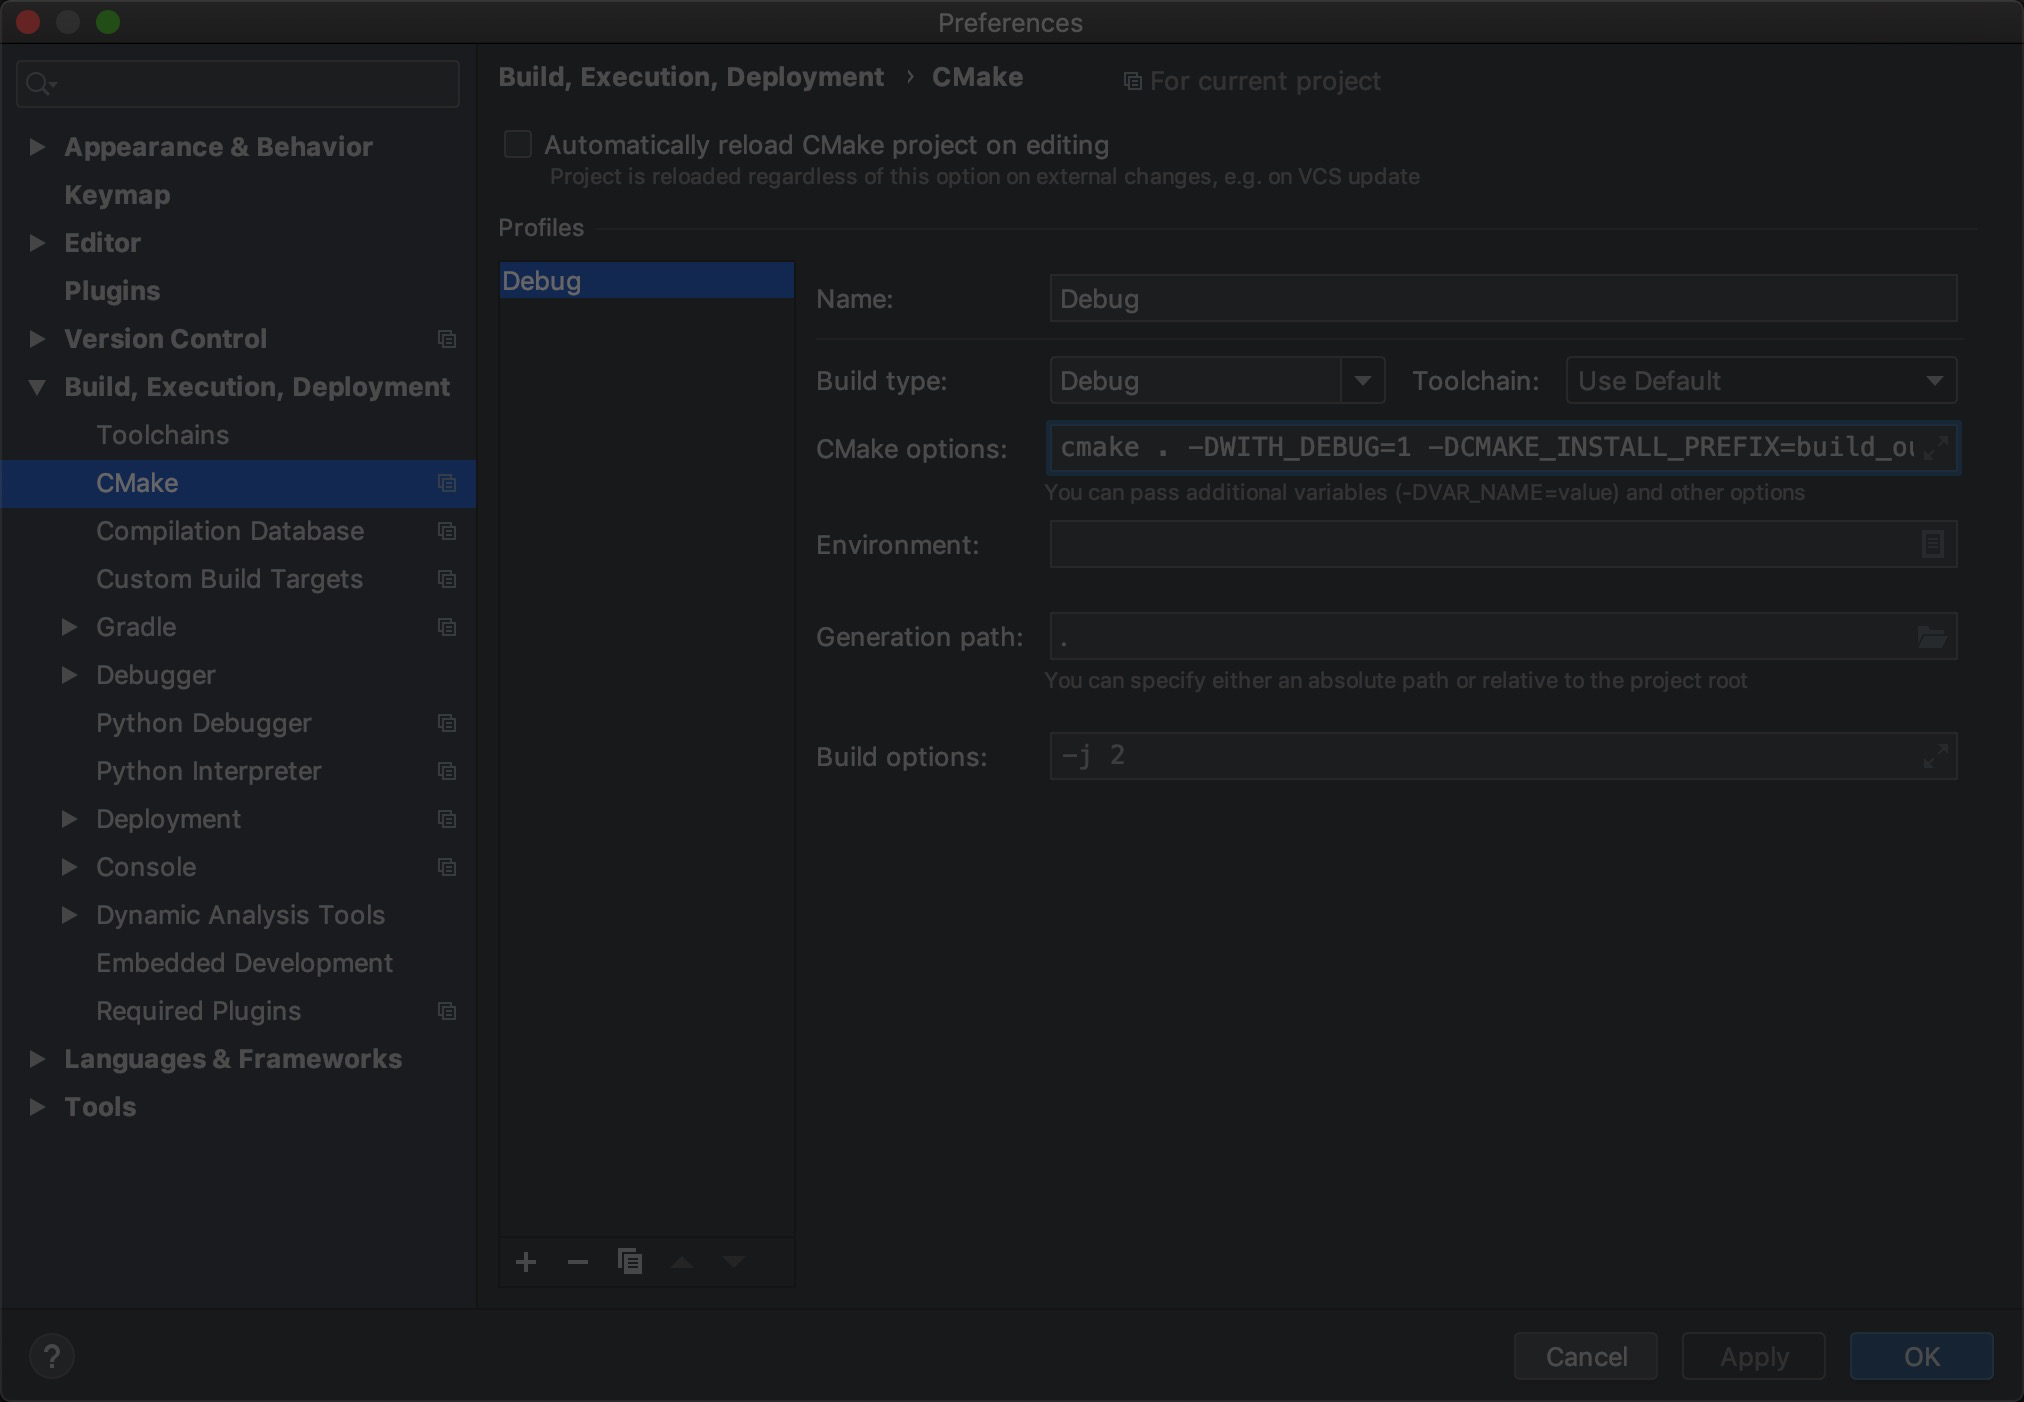 Preferences
Appearance & Behavior
Keymap
Editor
Plugins
Version Control
Build, Execution, Deployment
Toolchains
CMake
Compilation Database
Custom Build Targets
Gradle
Debugger
Python Debugger
Python Interpreter
Deployment
Console
Dynamic Analysis Tools
Embedded Development
Required Plugins
Languages & Frameworks
Tools
Build, Execution, Deployment › CMake For current project
Automatically reload CMake project on editing
Project is reloaded regardless of this option on external changes, e.g. on VCS update
Profiles
Debug
Name: Debug
Build type: Debug Toolchain: Use Default
CMake options: cmake . -DWITH_DEBUG=1 -DCMAKE_INSTALL_PREFIX=build_ou
You can pass additional variables (-DVAR_NAME=value) and other options
Environment:
Generation path: .
You can specify either an absolute path or relative to the project root
Build options: -j 2
? Cancel Apply OK